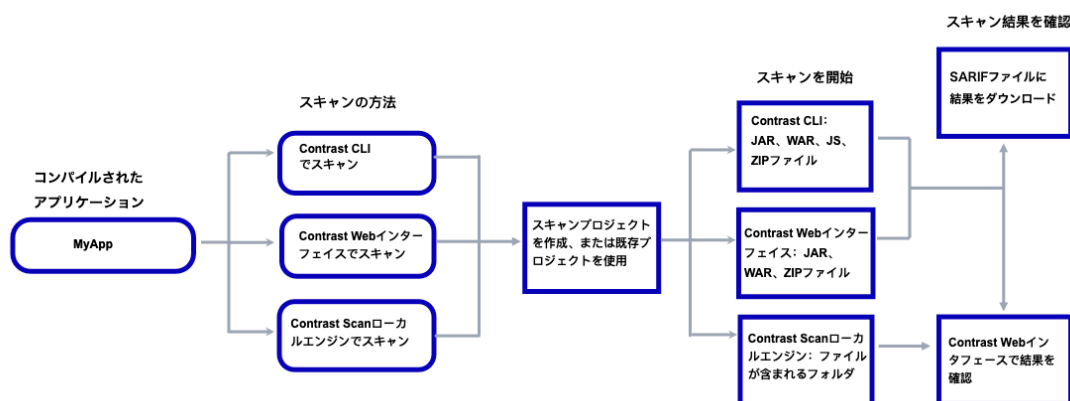 コンパイルされた
アプリケーション
MyApp
スキャンの方法
Contrast CLI
でスキャン
Contrast Webインター
フェイスでスキャン
Contrast Scanローカ
ルエンジンでスキャン
スキャンプロジェクト
を作成、または既存プ
ロジェクトを使用
スキャンを開始
Contrast CLI：
JAR、WAR、JS、
ZIPファイル
Contrast Webインター
フェイス：JAR、
WAR、ZIPファイル
Contrast Scanローカ
ルエンジン：ファイル
が含まれるフォルダ
スキャン結果を確認
SARIFファイルに
結果をダウンロード
Contrast Webイン
タフェースで結果を
確認